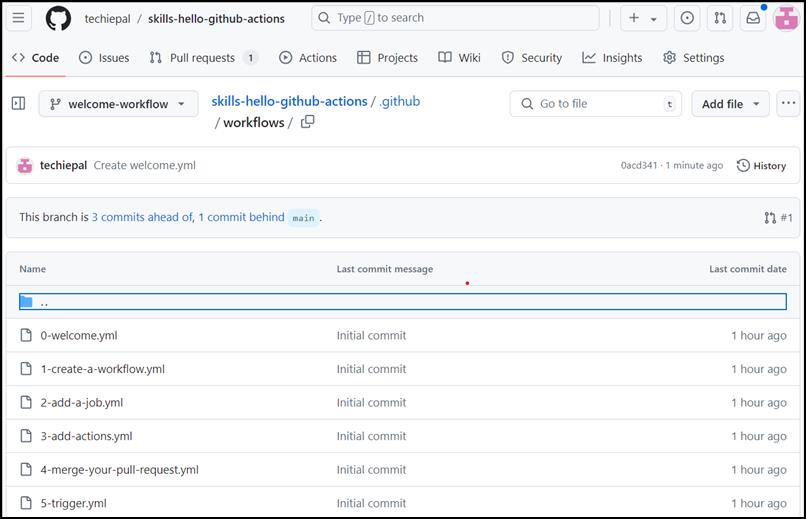 techiepal / skills-hello-github-actions
Type / to search
Code
Issues
Pull requests 1
Actions
Projects
Wiki
Security
Insights
Settings
welcome-workflow
skills-hello-github-actions / .github
/ workflows /
Go to file t
Add file
techiepal Create welcome.yml
0acd341 · 1 minute ago
History
This branch is 3 commits ahead of, 1 commit behind main .
#1
Name Last commit message Last commit date
..
0-welcome.yml Initial commit 1 hour ago
1-create-a-workflow.yml Initial commit 1 hour ago
2-add-a-job.yml Initial commit 1 hour ago
3-add-actions.yml Initial commit 1 hour ago
4-merge-your-pull-request.yml Initial commit 1 hour ago
5-trigger.yml Initial commit 1 hour ago